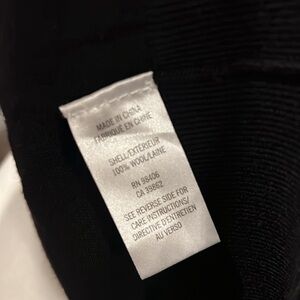 MADE IN CHINA
FABRIQUÉ EN CHINE
SHELL/EXTÉRIEUR
100% WOOL/LAINE
RN 98406
CA 39862
SEE REVERSE SIDE FOR
CARE INSTRUCTIONS/
DIRECTIVE D'ENTRETIEN
AU VERSO